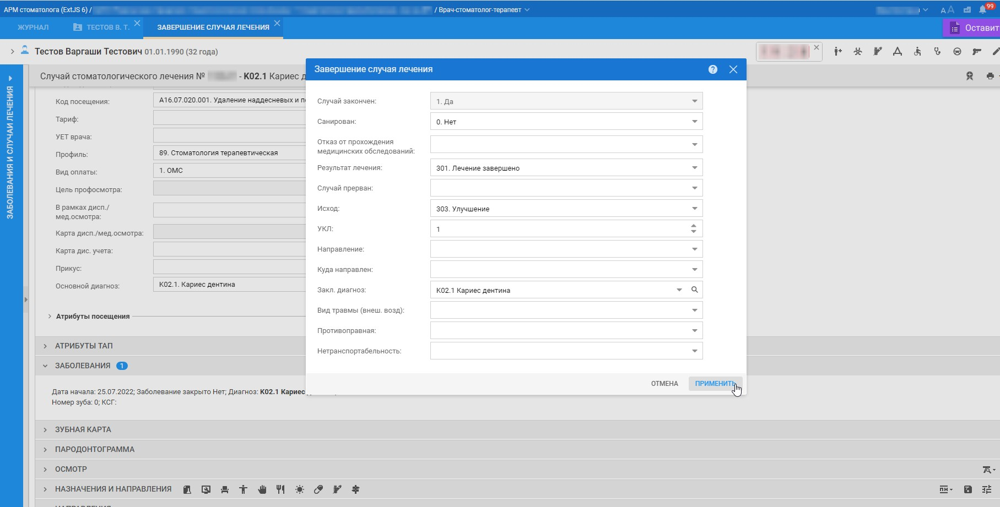 АРМ стоматолога (ExtJS 6) /
/ Врач-стоматолог-терапевт
A A
99
ЖУРНАЛ
ТЕСТОВ В. Т.
ЗАВЕРШЕНИЕ СЛУЧАЯ ЛЕЧЕНИЯ
Оставит
Тестов Варгаши Тестович 01.01.1990 (32 года)
Случай стоматологического лечения №
- K02.1 Кариес д
ЗАБОЛЕВАНИЯ И СЛУЧАИ ЛЕЧЕНИЯ
Код посещения:
A16.07.020.001. Удаление наддесневых и п
Тариф:
УЕТ врача:
Профиль:
89. Стоматология терапевтическая
Вид оплаты:
1. ОМС
Цель профосмотра:
В рамках дисп./
мед.осмотра:
Карта дисп./мед.осмотра:
Карта дис. учета:
Прикус:
Основной диагноз:
K02.1. Кариес дентина
Атрибуты посещения
АТРИБУТЫ ТАП
ЗАБОЛЕВАНИЯ 1
Дата начала: 25.07.2022; Заболевание закрыто Нет; Диагноз: K02.1 Кариес
Номер зуба: 0; КСГ:
ЗУБНАЯ КАРТА
ПАРОДОНТОГРАММА
ОСМОТР
НАЗНАЧЕНИЯ И НАПРАВЛЕНИЯ
ПН
НАПРАВЛЕНИЯ
Завершение случая лечения
?
Случай закончен:
1. Да
Санирован:
0. Нет
Отказ от прохождения
медицинских обследований:
Результат лечения:
301. Лечение завершено
Случай прерван:
Исход:
303. Улучшение
УКЛ:
1
Направление:
Куда направлен:
Закл. диагноз:
K02.1 Кариес дентина
Вид травмы (внеш. возд):
Противоправная:
Нетранспортабельность:
ОТМЕНА
ПРИМЕНИТЬ